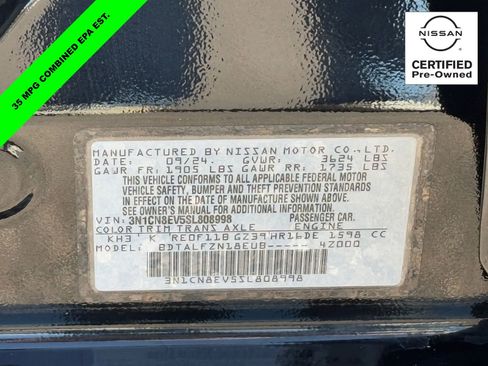 35 MPG COMBINED EPA EST.
NISSAN
CERTIFIED
Pre-Owned
MANUFACTURED BY NISSAN MOTOR CO., LTD.
DATE: 09/24. GVWR: 3624 LBS
GAWR FR: 1905 LBS GAWR RR: 1735 LBS
THIS VEHICLE CONFORMS TO ALL APPLICABLE FEDERAL MOTOR
VEHICLE SAFETY, BUMPER AND THEFT PREVENTION STANDARDS
IN EFFECT ON THE DATE OF MANUFACTURE SHOWN ABOVE.
SEE OWNER'S MANUAL FOR ADDITIONAL INFORMATION.
VIN: 3N1CN8EV5SL808998 PASSENGER CAR.
COLOR TRIM TRANS AXLE ENGINE
KH3 K RE0F11B GZ39 HR16DE 1598 CC
MODEL: BDTALFZN18EUB----- 4Z000
3N1CN8EV5SL808998